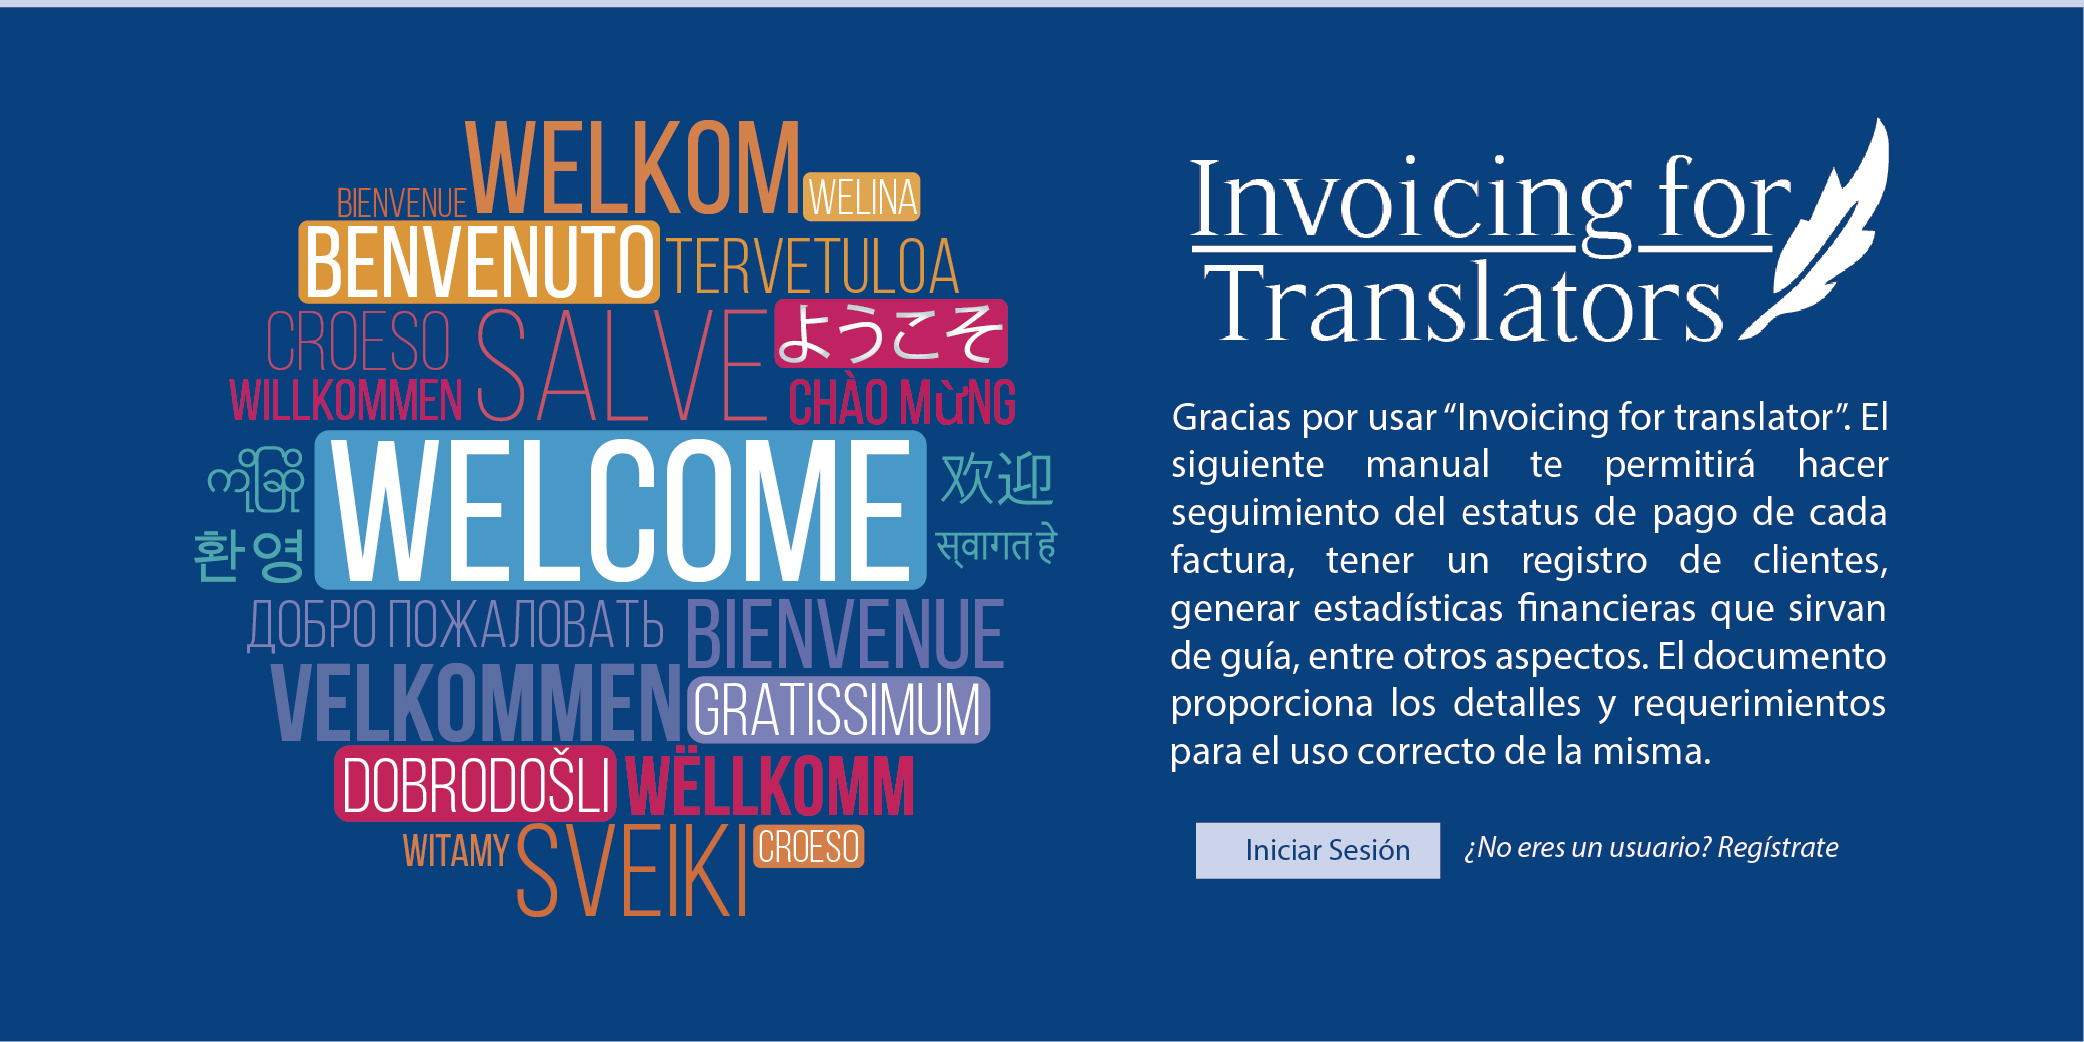 WELKOM
BIENVENUE
WELINA
BENVENUTO
TERVETULOA
CROESO
SALVE
ようこそ
WILLKOMMEN
CHÀO MỪNG
ကြိုဆို
WELCOME
欢迎
환영
स्वागत हे
ДОБРО ПОЖАЛОВАТЬ
BIENVENUE
VELKOMMEN
GRATISSIMUM
DOBRODOŠLI
WËLLKOMM
WITAMY
SVEIKI
CROESO
Invoicing for
Translators
Gracias por usar “Invoicing for translator”. El
siguiente manual te permitirá hacer
seguimiento del estatus de pago de cada
factura, tener un registro de clientes,
generar estadísticas financieras que sirvan
de guía, entre otros aspectos. El documento
proporciona los detalles y requerimientos
para el uso correcto de la misma.
Iniciar Sesión
¿No eres un usuario? Regístrate